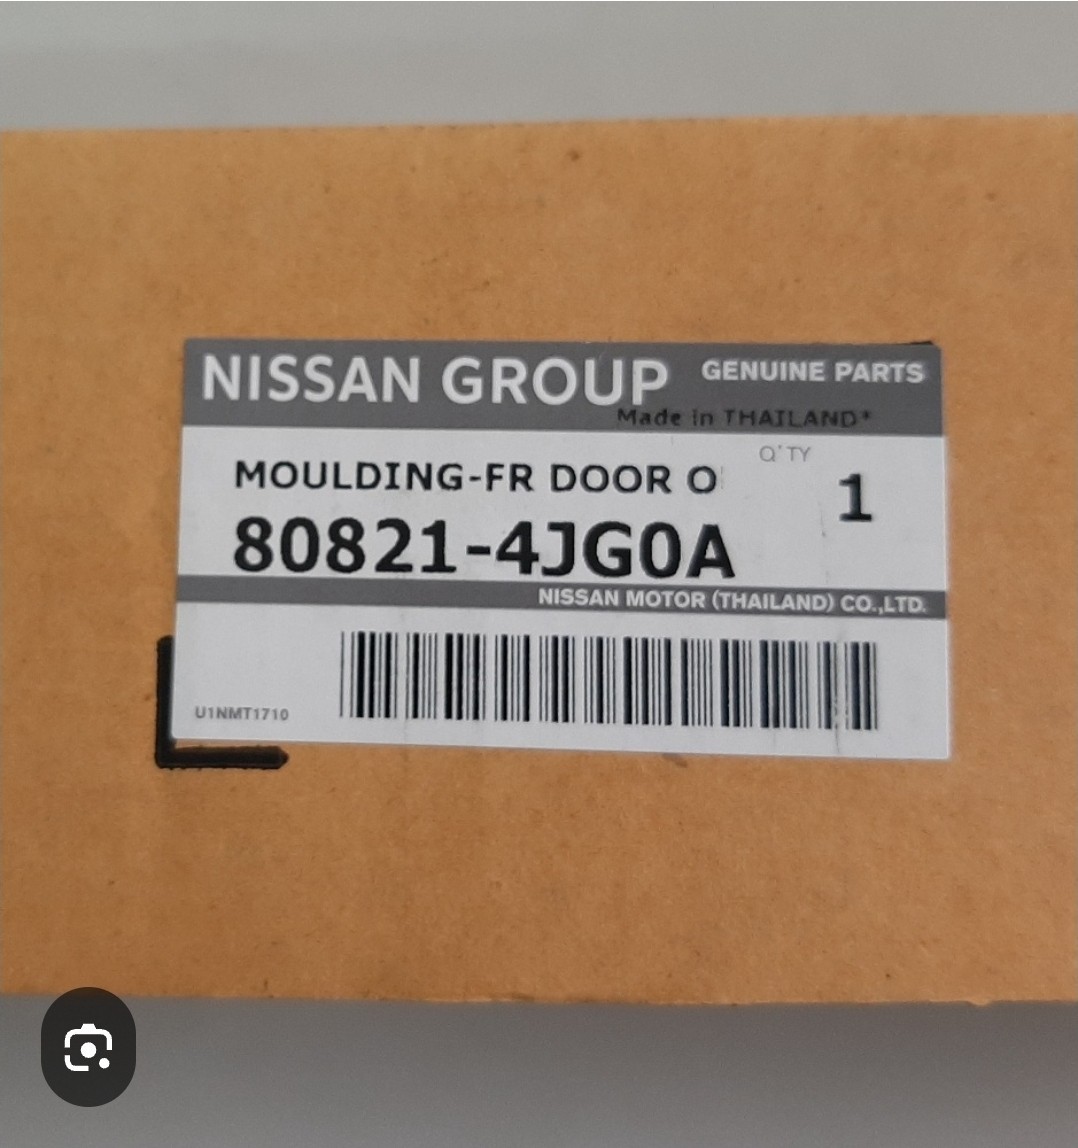 NISSAN GROUP GENUINE PARTS
Made in THAILAND*
Q'TY
MOULDING-FR DOOR O 1
80821-4JG0A
NISSAN MOTOR (THAILAND) CO.,LTD.
U1NMT1710
L